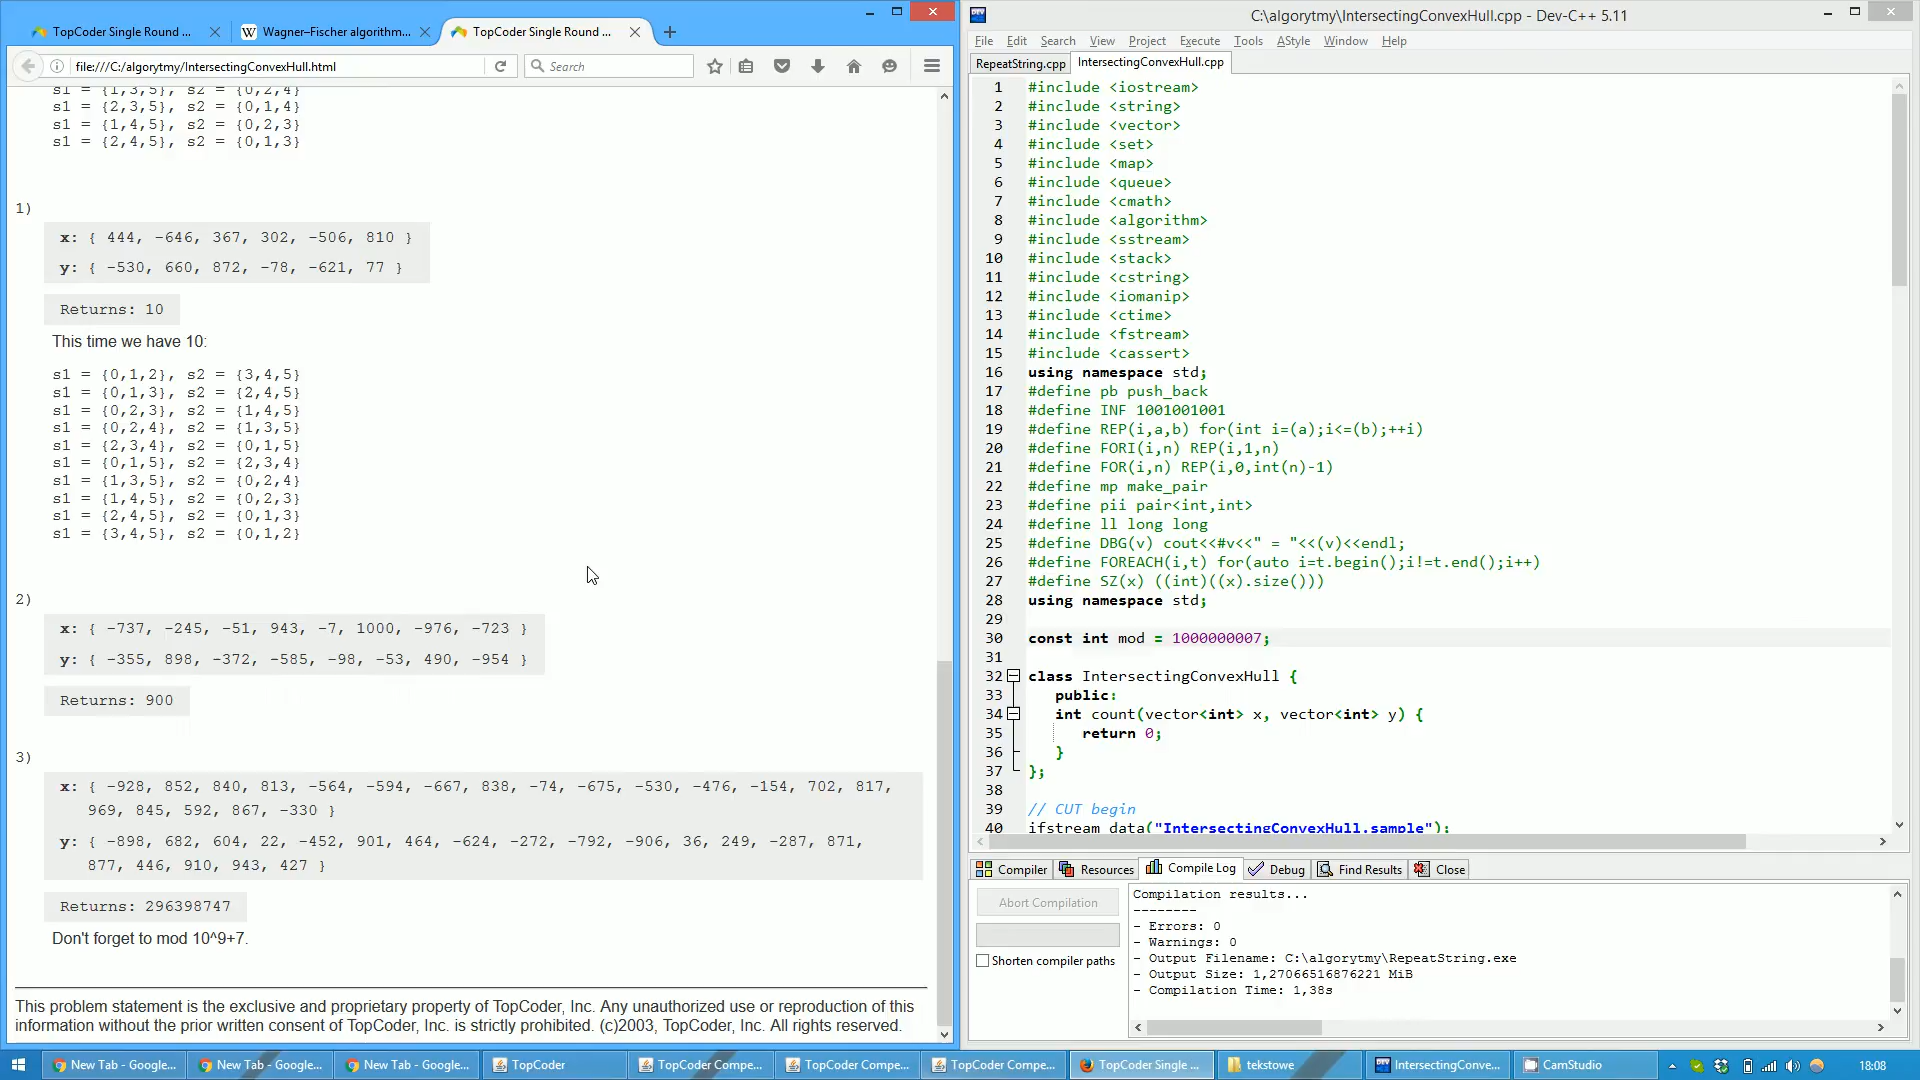 TopCoder Single Round ...
Wagner–Fischer algorithm...
TopCoder Single Round ...
file:///C:/algorytmy/IntersectingConvexHull.html
Search
s1 = {1,3,5}, s2 = {0,2,4}
s1 = {2,3,5}, s2 = {0,1,4}
s1 = {1,4,5}, s2 = {0,2,3}
s1 = {2,4,5}, s2 = {0,1,3}
1)
x: { 444, -646, 367, 302, -506, 810 }
y: { -530, 660, 872, -78, -621, 77 }
Returns: 10
This time we have 10:
s1 = {0,1,2}, s2 = {3,4,5}
s1 = {0,1,3}, s2 = {2,4,5}
s1 = {0,2,3}, s2 = {1,4,5}
s1 = {0,2,4}, s2 = {1,3,5}
s1 = {2,3,4}, s2 = {0,1,5}
s1 = {0,1,5}, s2 = {2,3,4}
s1 = {1,3,5}, s2 = {0,2,4}
s1 = {1,4,5}, s2 = {0,2,3}
s1 = {2,4,5}, s2 = {0,1,3}
s1 = {3,4,5}, s2 = {0,1,2}
2)
x: { -737, -245, -51, 943, -7, 1000, -976, -723 }
y: { -355, 898, -372, -585, -98, -53, 490, -954 }
Returns: 900
3)
x: { -928, 852, 840, 813, -564, -594, -667, 838, -74, -675, -530, -476, -154, 702, 817,
969, 845, 592, 867, -330 }
y: { -898, 682, 604, 22, -452, 901, 464, -624, -272, -792, -906, 36, 249, -287, 871,
877, 446, 910, 943, 427 }
Returns: 296398747
Don't forget to mod 10^9+7.
This problem statement is the exclusive and proprietary property of TopCoder, Inc. Any unauthorized use or reproduction of this
information without the prior written consent of TopCoder, Inc. is strictly prohibited. (c)2003, TopCoder, Inc. All rights reserved.
C:\algorytmy\IntersectingConvexHull.cpp - Dev-C++ 5.11
File Edit Search View Project Execute Tools AStyle Window Help
RepeatString.cpp IntersectingConvexHull.cpp
1 #include <iostream>
2 #include <string>
3 #include <vector>
4 #include <set>
5 #include <map>
6 #include <queue>
7 #include <cmath>
8 #include <algorithm>
9 #include <sstream>
10 #include <stack>
11 #include <cstring>
12 #include <iomanip>
13 #include <ctime>
14 #include <fstream>
15 #include <cassert>
16 using namespace std;
17 #define pb push_back
18 #define INF 1001001001
19 #define REP(i,a,b) for(int i=(a);i<=(b);++i)
20 #define FORI(i,n) REP(i,1,n)
21 #define FOR(i,n) REP(i,0,int(n)-1)
22 #define mp make_pair
23 #define pii pair<int,int>
24 #define ll long long
25 #define DBG(v) cout<<#v<<" = "<<(v)<<endl;
26 #define FOREACH(i,t) for(auto i=t.begin();i!=t.end();i++)
27 #define SZ(x) ((int)((x).size()))
28 using namespace std;
29
30 const int mod = 1000000007;
31
32 class IntersectingConvexHull {
33 public:
34 int count(vector<int> x, vector<int> y) {
35 return 0;
36 }
37 };
38
39 // CUT begin
40 ifstream data("IntersectingConvexHull.sample");
Compiler Resources Compile Log Debug Find Results Close
Abort Compilation
Shorten compiler paths
Compilation results...
--------
- Errors: 0
- Warnings: 0
- Output Filename: C:\algorytmy\RepeatString.exe
- Output Size: 1,27066516876221 MiB
- Compilation Time: 1,38s
New Tab - Google... New Tab - Google... New Tab - Google... TopCoder TopCoder Compe... TopCoder Compe... TopCoder Compe... TopCoder Single ... tekstowe IntersectingConve... CamStudio 18:08